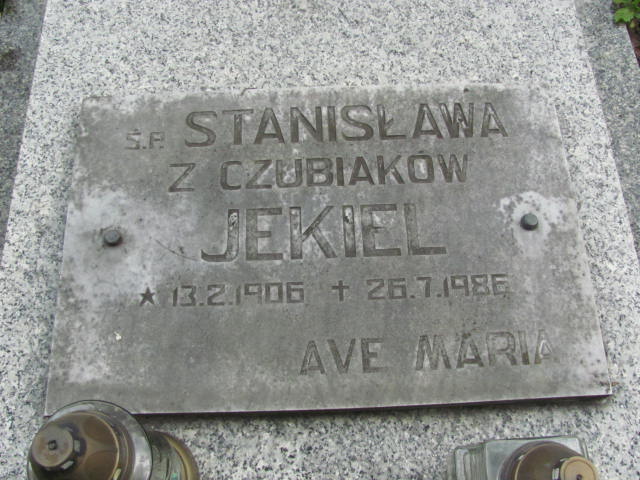 Ś.P. STANISŁAWA
Z CZUBIAKÓW
JEKIEL
★ 13.2.1906 + 26.7.1986
AVE MARIA